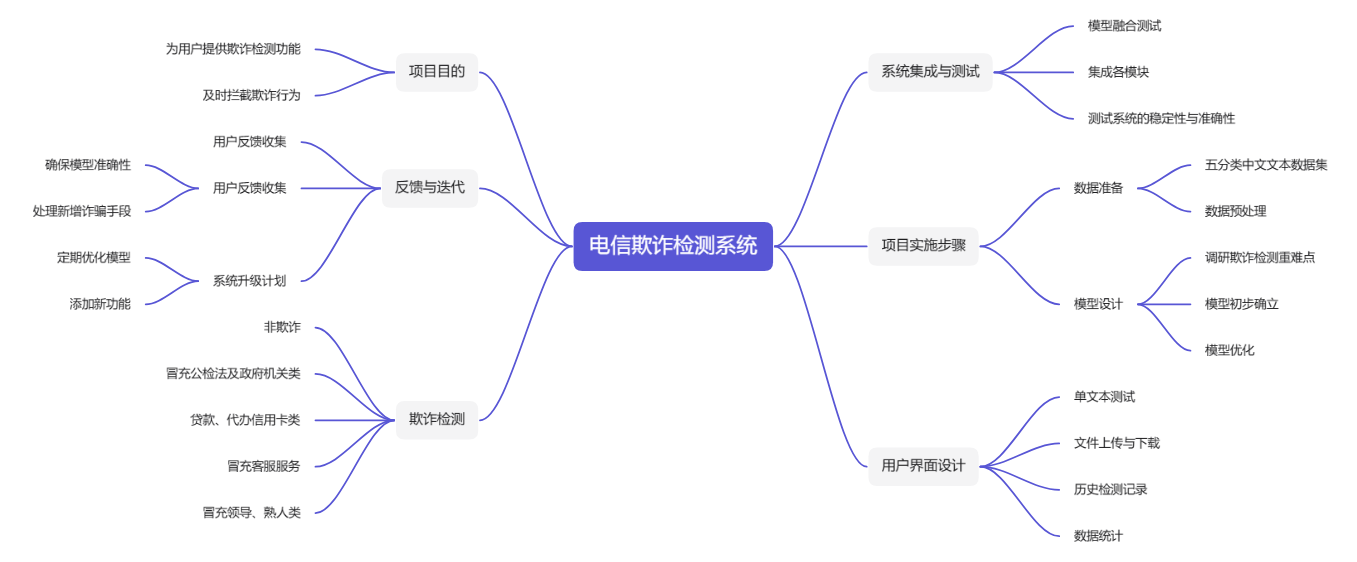 电信欺诈检测系统
项目目的
为用户提供欺诈检测功能
及时拦截欺诈行为
反馈与迭代
用户反馈收集
用户反馈收集
确保模型准确性
处理新增诈骗手段
系统升级计划
定期优化模型
添加新功能
欺诈检测
非欺诈
冒充公检法及政府机关类
贷款、代办信用卡类
冒充客服服务
冒充领导、熟人类
系统集成与测试
模型融合测试
集成各模块
测试系统的稳定性与准确性
项目实施步骤
数据准备
五分类中文文本数据集
数据预处理
模型设计
调研欺诈检测重难点
模型初步确立
模型优化
用户界面设计
单文本测试
文件上传与下载
历史检测记录
数据统计